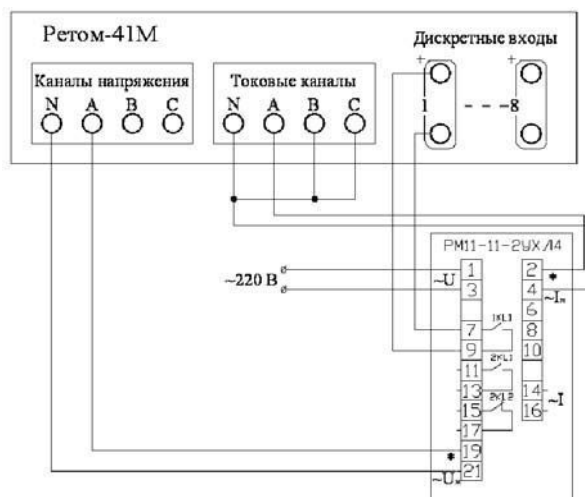 Ретом-41М
Дискретные входы
Каналы напряжения
Токовые каналы
N A B C
N A B C
+ +
1 - - - 8
РМ11-11-2УХЛ4
~220 В
~U
1 2 *
3 4 ~Iн
6
7 1KL1 8
9 10
11 2KL1
13 14
15 2KL2 16 ~I
17
* 19
~Uн 21